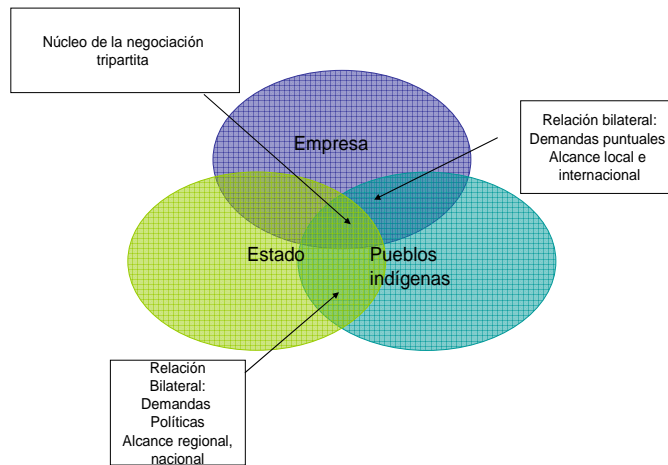 Núcleo de la negociación
tripartita
Empresa
Relación bilateral:
Demandas puntuales
Alcance local e
internacional
Estado
Pueblos
indígenas
Relación
Bilateral:
Demandas
Políticas
Alcance regional,
nacional